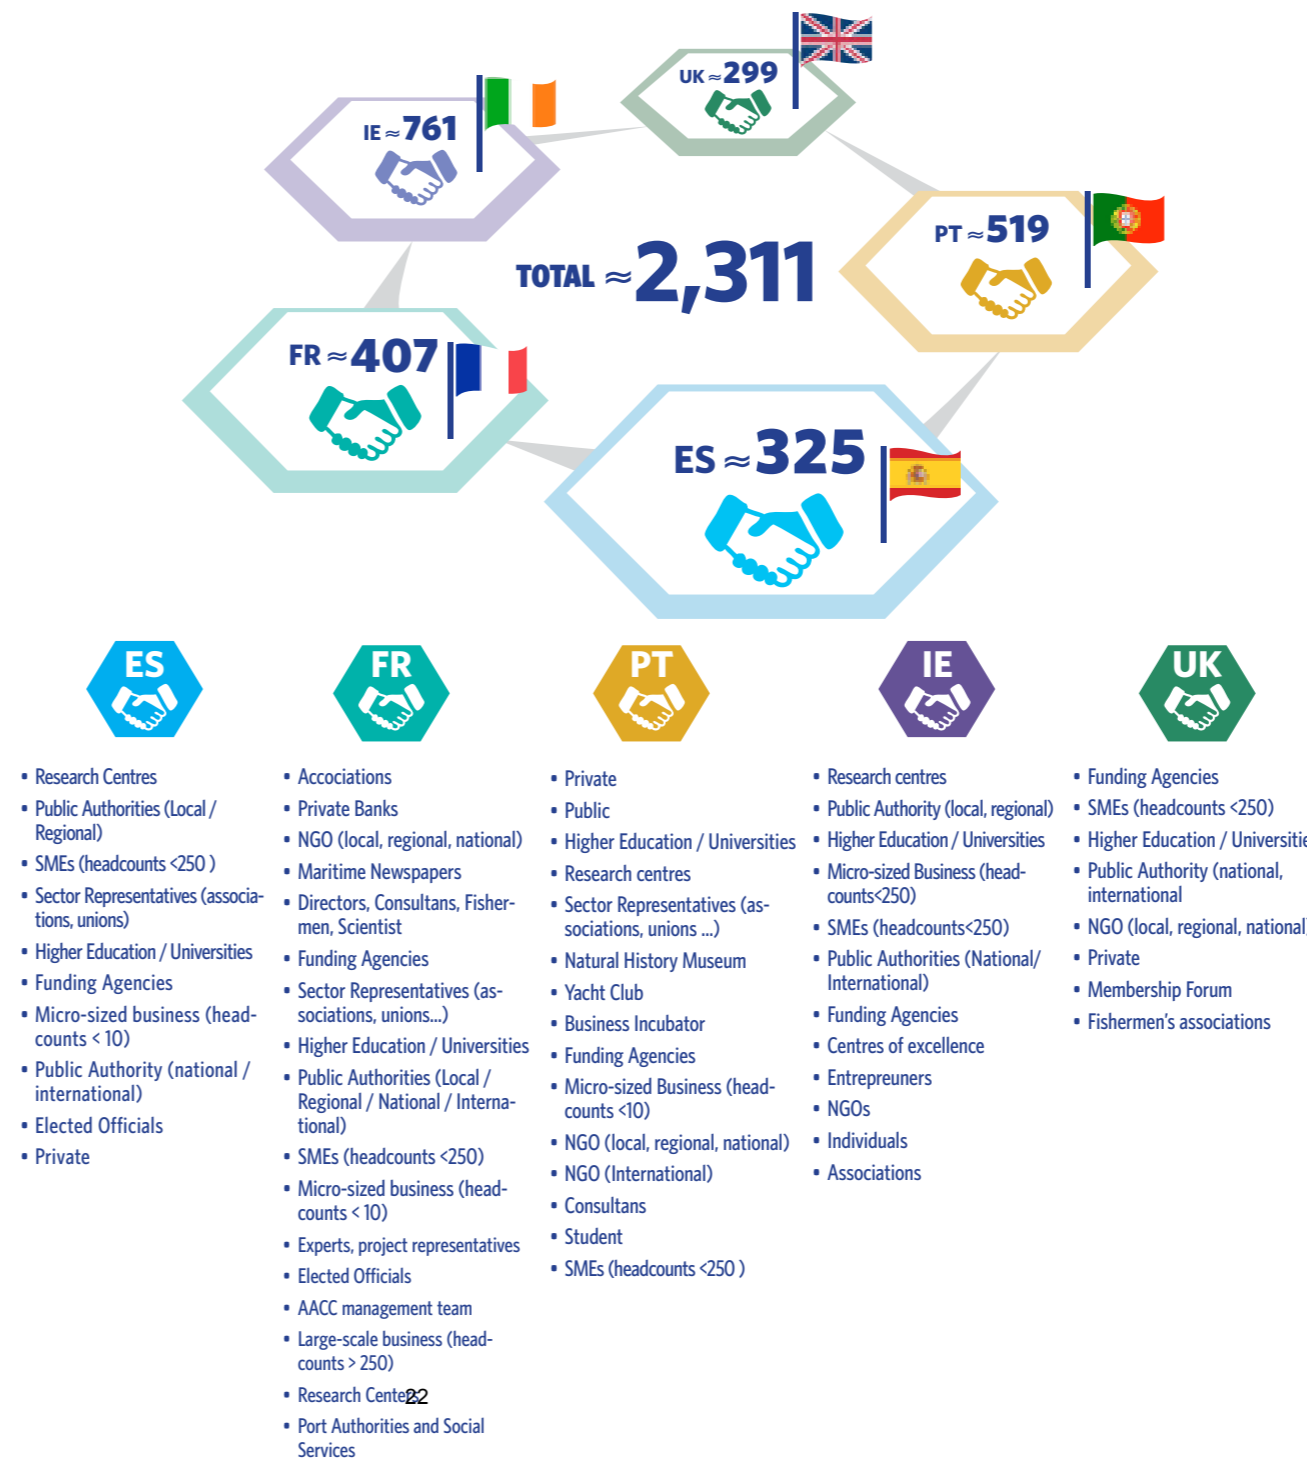 UK ≈299
IE ≈761
PT ≈519
TOTAL ≈2,311
FR ≈407
ES ≈325
ES
• Research Centres
• Public Authorities (Local /
Regional)
• SMEs (headcounts <250 )
• Sector Representatives (associa-
tions, unions)
• Higher Education / Universities
• Funding Agencies
• Micro-sized business (head-
counts < 10)
• Public Authority (national /
international)
• Elected Officials
• Private
FR
• Accociations
• Private Banks
• NGO (local, regional, national)
• Maritime Newspapers
• Directors, Consultans, Fisher-
men, Scientist
• Funding Agencies
• Sector Representatives (as-
sociations, unions...)
• Higher Education / Universities
• Public Authorities (Local /
Regional / National / Interna-
tional)
• SMEs (headcounts <250)
• Micro-sized business (head-
counts < 10)
• Experts, project representatives
• Elected Officials
• AACC management team
• Large-scale business (head-
counts > 250)
• Research Centers
• Port Authorities and Social
Services
PT
• Private
• Public
• Higher Education / Universities
• Research centres
• Sector Representatives (as-
sociations, unions ...)
• Natural History Museum
• Yacht Club
• Business Incubator
• Funding Agencies
• Micro-sized Business (head-
counts <10)
• NGO (local, regional, national)
• NGO (International)
• Consultans
• Student
• SMEs (headcounts <250 )
IE
• Research centres
• Public Authority (local, regional)
• Higher Education / Universities
• Micro-sized Business (head-
counts<250)
• SMEs (headcounts<250)
• Public Authorities (National/
International)
• Funding Agencies
• Centres of excellence
• Entrepreuners
• NGOs
• Individuals
• Associations
UK
• Funding Agencies
• SMEs (headcounts <250)
• Higher Education / Universitie
• Public Authority (national,
international
• NGO (local, regional, national)
• Private
• Membership Forum
• Fishermen's associations
22